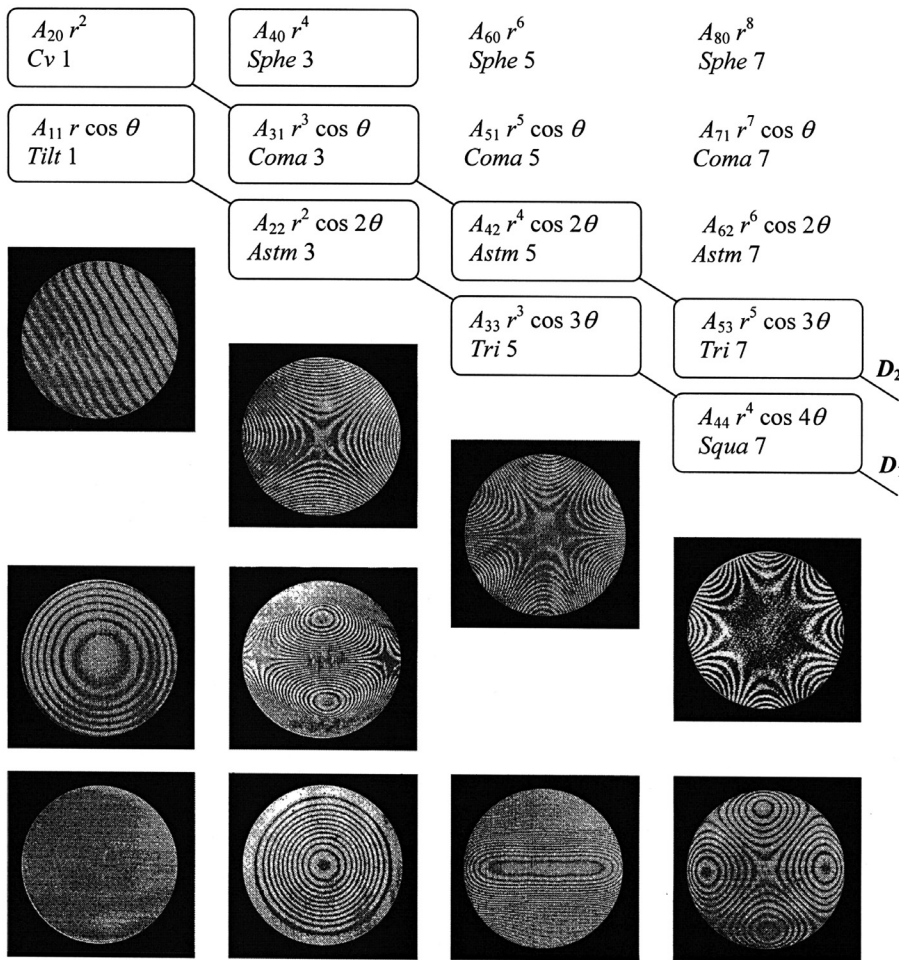 A₂₀ r² A₄₀ r⁴ A₆₀ r⁶ A₈₀ r⁸
Cv 1 Sphe 3 Sphe 5 Sphe 7
A₁₁ r cos θ A₃₁ r³ cos θ A₅₁ r⁵ cos θ A₇₁ r⁷ cos θ
Tilt 1 Coma 3 Coma 5 Coma 7
A₂₂ r² cos 2θ A₄₂ r⁴ cos 2θ A₆₂ r⁶ cos 2θ
Astm 3 Astm 5 Astm 7
A₃₃ r³ cos 3θ A₅₃ r⁵ cos 3θ
Tri 5 Tri 7
D₂
A₄₄ r⁴ cos 4θ
Squa 7
D